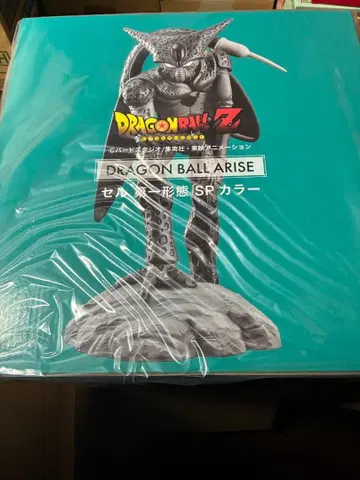 DRAGON BALL Z
©バードスタジオ/集英社・東映アニメーション
DRAGON BALL ARISE
セル 第一形態 SPカラー